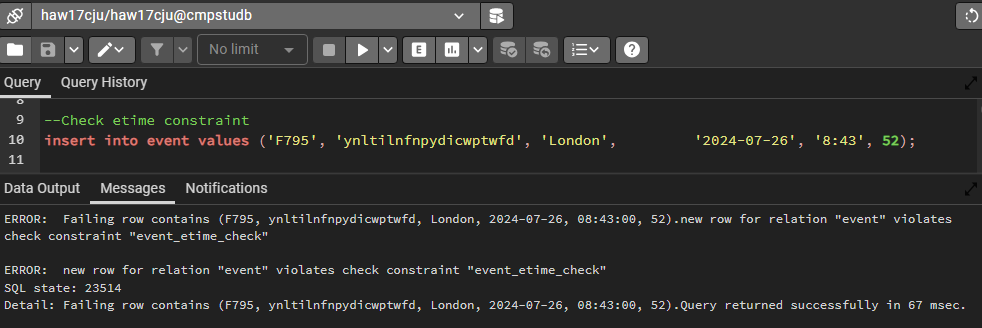 haw17cju/haw17cju@cmpstudb
No limit
E
Query Query History
8
9 --Check etime constraint
10 insert into event values ('F795', 'ynltilnfnpydicwptwfd', 'London', '2024-07-26', '8:43', 52);
11
Data Output Messages Notifications
ERROR:  Failing row contains (F795, ynltilnfnpydicwptwfd, London, 2024-07-26, 08:43:00, 52).new row for relation "event" violates
check constraint "event_etime_check"
ERROR:  new row for relation "event" violates check constraint "event_etime_check"
SQL state: 23514
Detail: Failing row contains (F795, ynltilnfnpydicwptwfd, London, 2024-07-26, 08:43:00, 52).Query returned successfully in 67 msec.